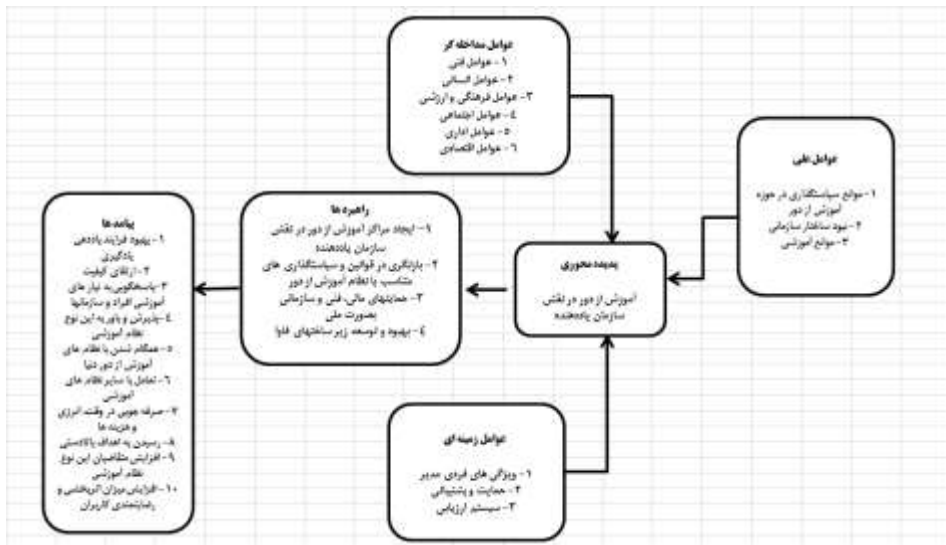 عوامل مداخله گر
۱- عوامل فنی
۲- عوامل انسانی
۳- عوامل فرهنگی و ارزشی
٤- عوامل اجتماعی
۵- عوامل اداری
٦- عوامل اقتصادی
عوامل علی
۱- موانع سیاستگذاری در حوزه
آموزش از دور
۲- نبود ساختار سازمانی
۳- موانع آموزشی
پدیده محوری
آموزش از دور در نقش
سازمان یاددهنده
راهبردها
۱- ایجاد مراکز آموزش از دور در نقش
سازمان یاددهنده
۲- بازنگری در قوانین و سیاستگذاری های
متناسب با نظام آموزش از دور
۳- حمایتهای مالی، فنی و سازمانی
بصورت ملی
٤- بهبود و توسعه زیر ساختهای فاوا
پیامدها
۱- بهبود فرایند یاددهی
یادگیری
۲- ارتقای کیفیت
۳- پاسخگویی به نیاز های
آموزشی افراد و سازمانها
٤- پذیرش و باور به این نوع
نظام آموزشی
۵- همگام شدن با نظام های
آموزش از دور دنیا
٦- تعامل با سایر نظام های
آموزشی
۷- صرفه جویی در وقت، انرژی
و هزینه ها
۸- رسیدن به اهداف بالادستی
۹- افزایش متقاضیان این نوع
نظام آموزشی
۱۰- افزایش میزان اثربخشی و
رضایتمندی کاربران
عوامل زمینه ای
۱- ویژگی های فردی مدیر
۲- حمایت و پشتیبانی
۳- سیستم ارزیابی